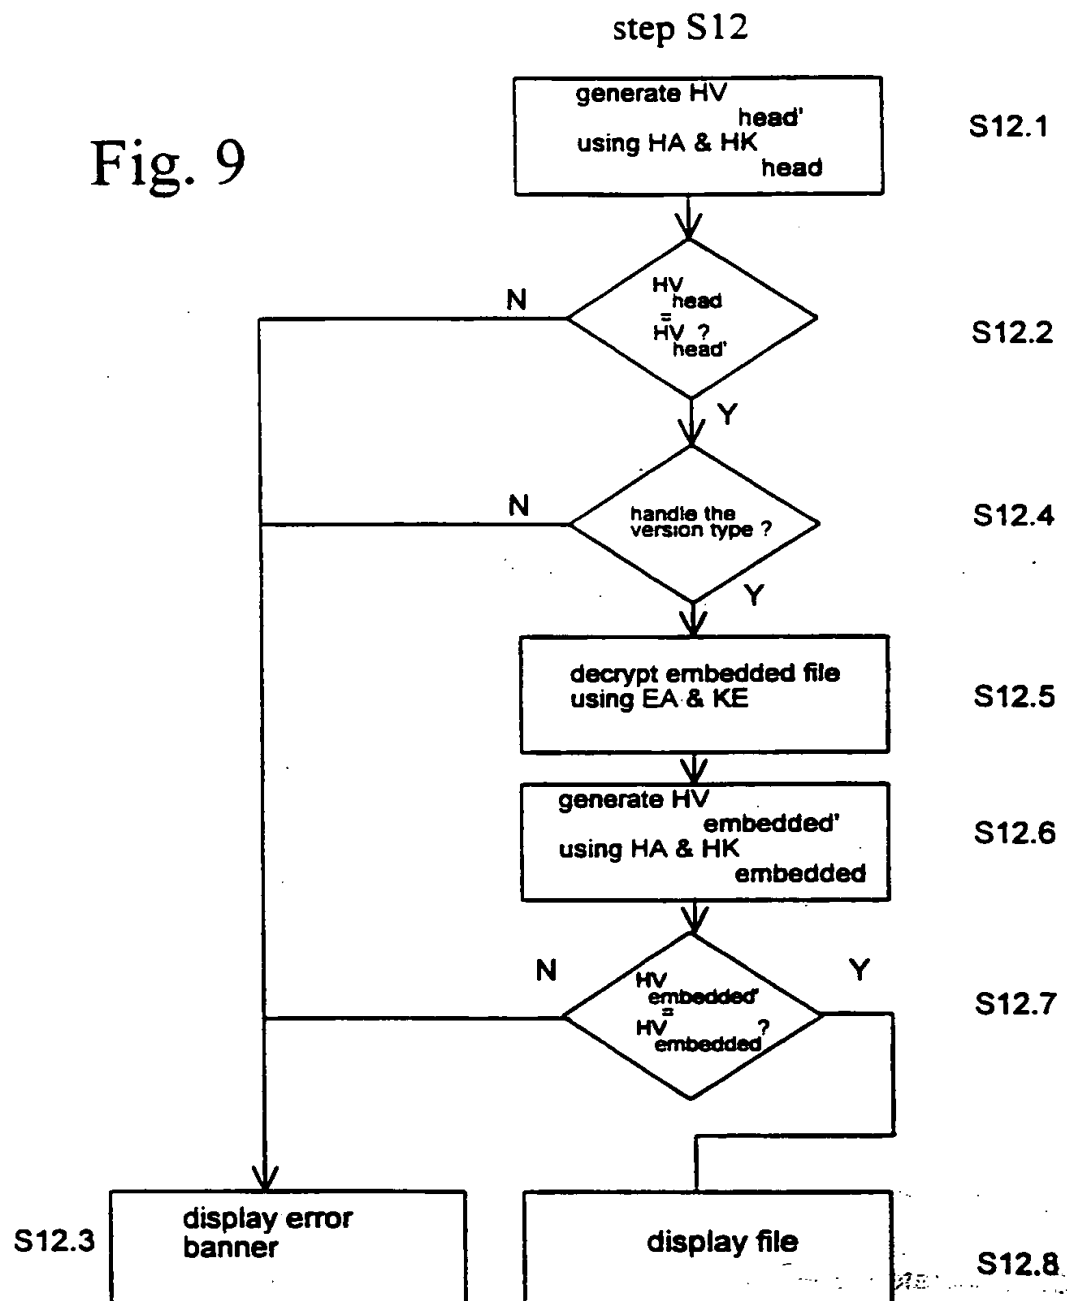 step S12
Fig. 9
generate HV
head'
using HA & HK
head
S12.1
HV
head
=
HV ?
head'
N
S12.2
Y
handle the
version type ?
N
S12.4
Y
decrypt embedded file
using EA & KE
S12.5
generate HV
embedded'
using HA & HK
embedded
S12.6
N
Y
HV
embedded'
=
HV ?
embedded
S12.7
S12.3
display error
banner
display file
S12.8